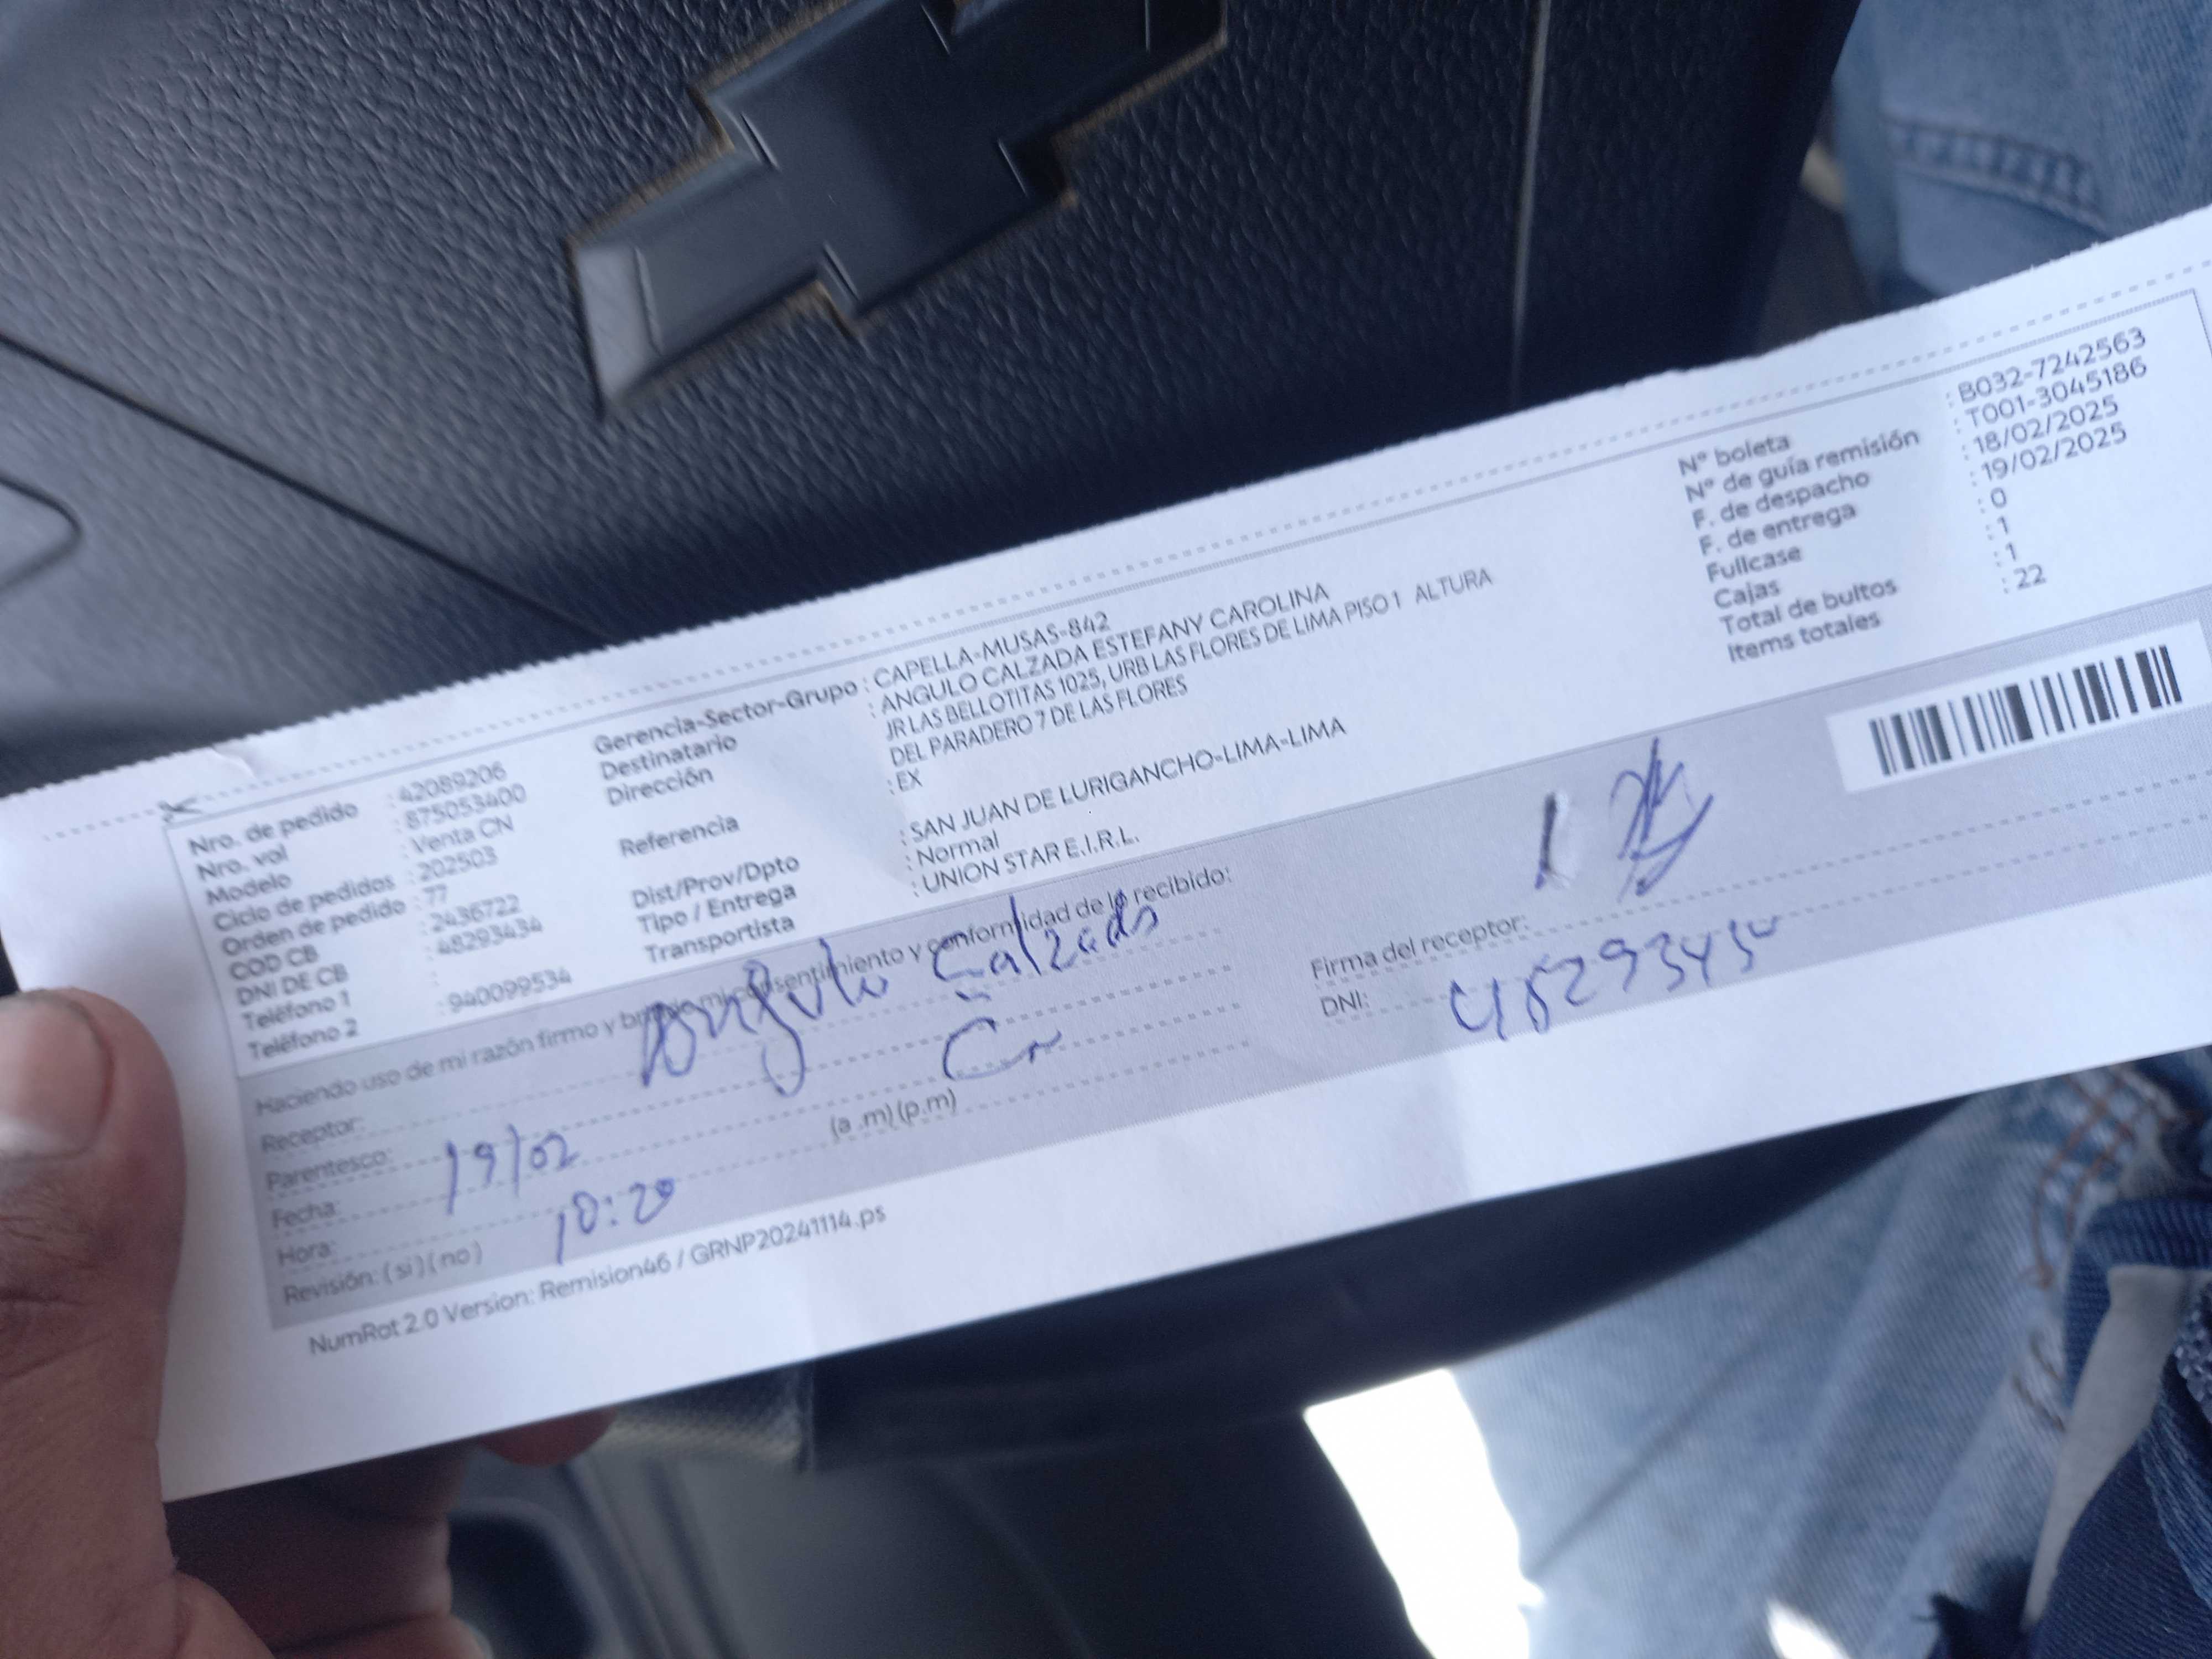 Nro. de pedido : 42089206
Nro. vol : 875053400
Modelo : Venta CN
Ciclo de pedidos : 202503
Orden de pedido : 77
COD CB : 2436722
DNI DE CB : 48293434
Teléfono 1 :
Teléfono 2 : 940099534
Gerencia-Sector-Grupo : CAPELLA-MUSAS-842
Destinatario : ANGULO CALZADA ESTEFANY CAROLINA
Dirección JR LAS BELLOTITAS 1025, URB LAS FLORES DE LIMA PISO 1 ALTURA
DEL PARADERO 7 DE LAS FLORES
Referencia : EX
Dist/Prov/Dpto : SAN JUAN DE LURIGANCHO-LIMA-LIMA
Tipo / Entrega : Normal
Transportista : UNION STAR E.I.R.L.
N° boleta : B032-7242563
N° de guía remisión : T001-3045186
F. de despacho : 18/02/2025
F. de entrega : 19/02/2025
Fullcase : 0
Cajas : 1
Total de bultos : 1
Items totales : 22
Haciendo uso de mi razón firmo y brindo mi consentimiento y conformidad de lo recibido:
Receptor: Angulo Calzada
Parentesco:
Fecha: 19/02
Hora: 10:20 (a .m) (p.m)
Revisión: ( si ) ( no )
Firma del receptor:
DNI: 48293434
NumRot 2.0 Version: Remision46 / GRNP20241114.ps